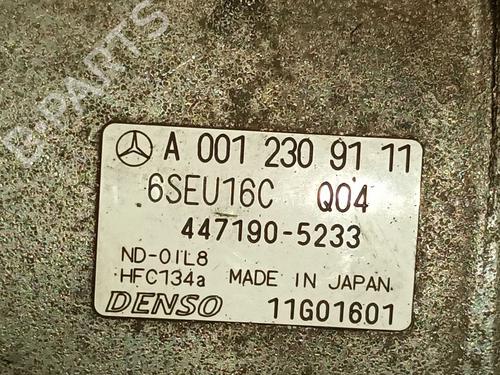 B-PARTS
A 001 230 91 11
6SEU16C Q04
447190-5233
ND-OIL8
HFC134a MADE IN JAPAN
DENSO 11G01601